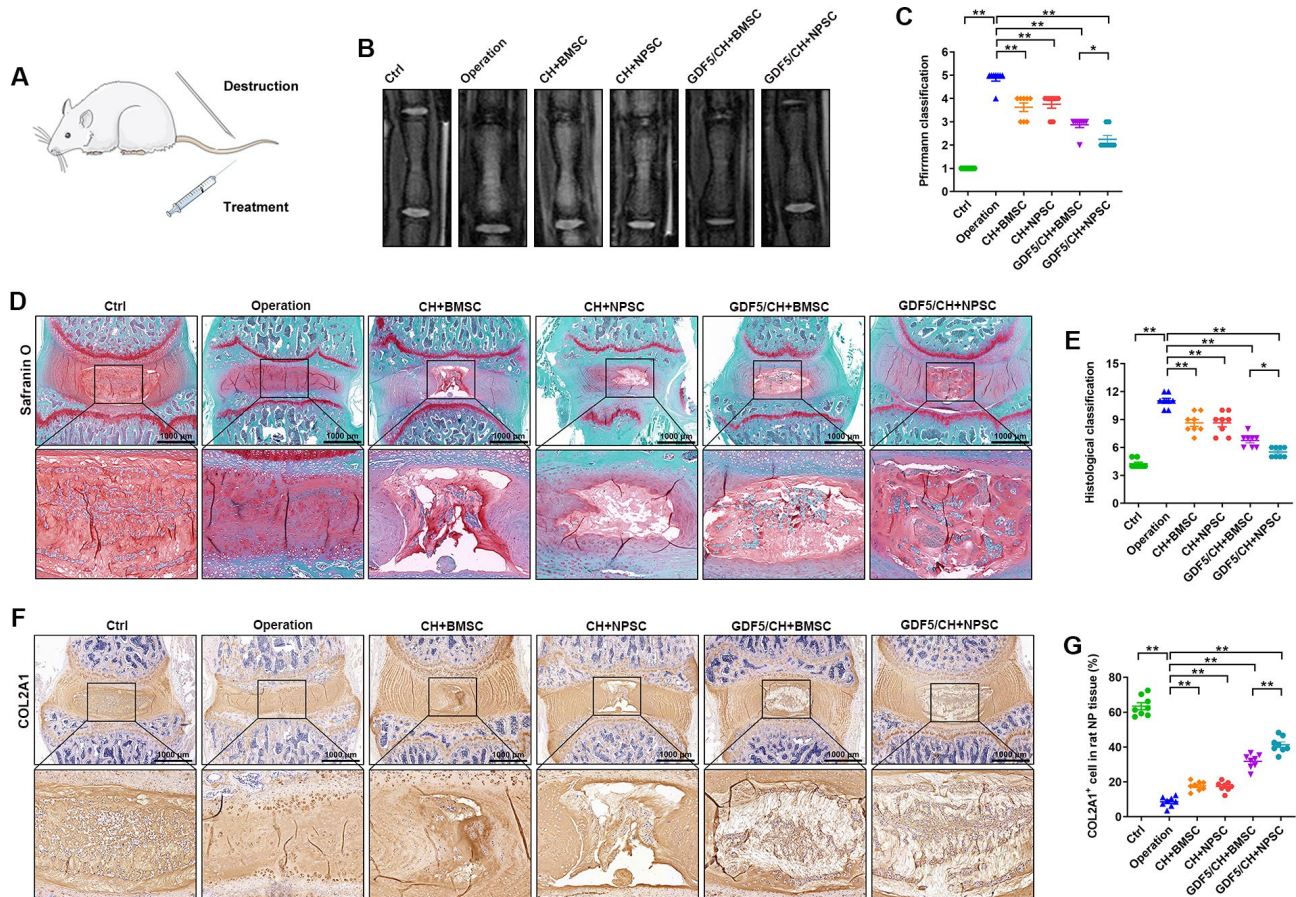 A
Destruction
Treatment
B
Ctrl
Operation
CH+BMSC
CH+NPSC
GDF5/CH+BMSC
GDF5/CH+NPSC
C
** ** ** ** ** *
Pfirrmann classification
6
5
4
3
2
1
0
Ctrl
Operation
CH+BMSC
CH+NPSC
GDF5/CH+BMSC
GDF5/CH+NPSC
D
Ctrl Operation CH+BMSC CH+NPSC GDF5/CH+BMSC GDF5/CH+NPSC
Safranin O
1000 μm 1000 μm 1000 μm 1000 μm 1000 μm 1000 μm
E
** ** ** ** ** *
Histological classification
15
12
9
6
3
0
Ctrl
Operation
CH+BMSC
CH+NPSC
GDF5/CH+BMSC
GDF5/CH+NPSC
F
Ctrl Operation CH+BMSC CH+NPSC GDF5/CH+BMSC GDF5/CH+NPSC
COL2A1
1000 μm 1000 μm 1000 μm 1000 μm 1000 μm 1000 μm
G
** ** ** ** ** **
COL2A1⁺ cell in rat NP tissue (%)
80
60
40
20
0
Ctrl
Operation
CH+BMSC
CH+NPSC
GDF5/CH+BMSC
GDF5/CH+NPSC